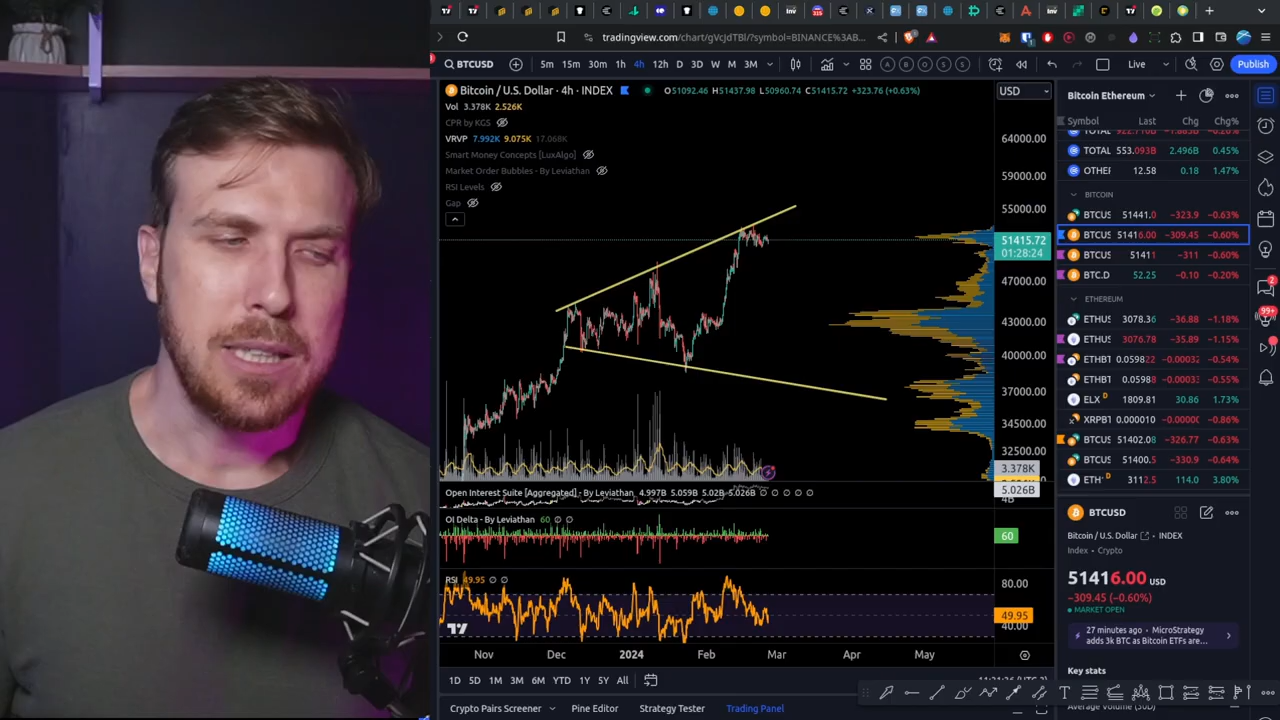 tradingview.com/chart/gVcJdTBl/?symbol=BINANCE%3AB...
BTCUSD
5m 15m 30m 1h 4h 12h D 3D W M 3M
A B O S S
Live
Publish
Bitcoin / U.S. Dollar · 4h · INDEX
O51092.46 H51437.98 L50960.74 C51415.72 +323.76 (+0.63%)
USD
Vol 3.378K 2.526K
CPR by KGS
VRVP 7.992K 9.075K 17.068K
Smart Money Concepts [LuxAlgo]
Market Order Bubbles - By Leviathan
RSI Levels
Gap
64000.00
59000.00
55000.00
51415.72
01:28:24
47000.00
43000.00
40000.00
37000.00
34500.00
32500.00
3.378K
5.026B
Open Interest Suite [Aggregated] - By Leviathan 4.997B 5.059B 5.02B 5.026B
OI Delta - By Leviathan 60
60
RSI 49.95
80.00
49.95
40.00
Nov Dec 2024 Feb Mar Apr May
1D 5D 1M 3M 6M YTD 1Y 5Y All
Crypto Pairs Screener Pine Editor Strategy Tester Trading Panel
Bitcoin Ethereum
Symbol Last Chg Chg%
TOTAL 553.093B 2.496B 0.45%
OTHER 12.58 0.18 1.47%
BITCOIN
BTCUS 51441.0 −323.9 −0.63%
BTCUS 51416.00 −309.45 −0.60%
BTCUS 51411 −311 −0.60%
BTC.D 52.25 −0.10 −0.20%
ETHEREUM
ETHUS 3078.36 −36.88 −1.18%
ETHUS 3076.78 −35.89 −1.15%
ETHBT 0.059822 −0.00032 −0.54%
ETHBT 0.05988 −0.00033 −0.55%
ELX D 1809.81 30.86 1.73%
XRPBT 0.000010 −0.00000 −0.86%
BTCUS D 51402.08 −326.77 −0.63%
BTCUS 51400.5 −330.9 −0.64%
ETH D 3112.5 114.0 3.80%
BTCUSD
Bitcoin / U.S. Dollar · INDEX
Index · Crypto
51416.00 USD
−309.45 (−0.60%)
MARKET OPEN
27 minutes ago · MicroStrategy
adds 3k BTC as Bitcoin ETFs are...
Key stats